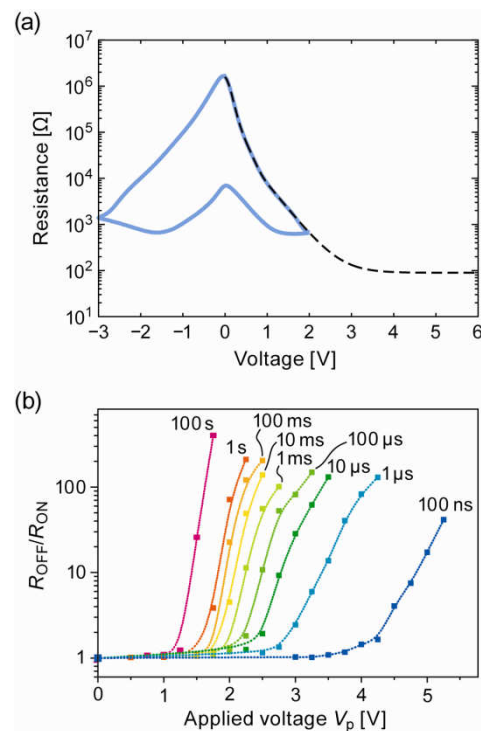 (a)
10⁷
10⁶
10⁵
10⁴
10³
10²
10¹
Resistance [Ω]
−3 −2 −1 0 1 2 3 4 5 6
Voltage [V]
(b)
100 s
1 s
100 ms
10 ms
1 ms
100 μs
10 μs
1 μs
100 ns
100
10
1
R_OFF/R_ON
0 1 2 3 4 5
Applied voltage V_p [V]